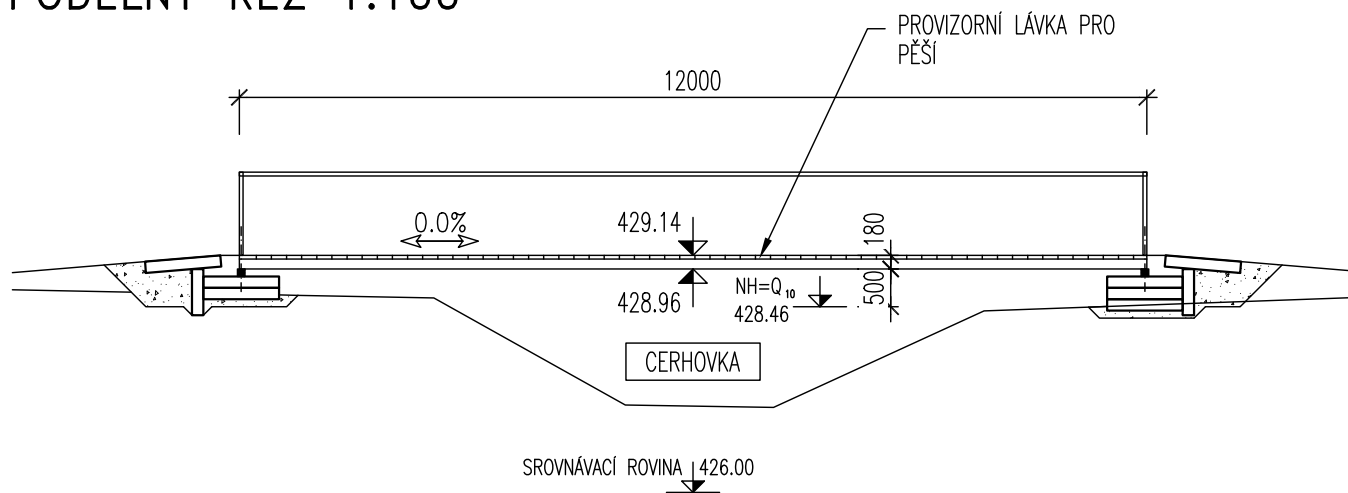 PODÉLNÝ ŘEZ 1:100
PROVIZORNÍ LÁVKA PRO
PĚŠÍ
12000
0.0%
429.14
180
428.96
NH=Q10
428.46
500
CERHOVKA
SROVNÁVACÍ ROVINA 426.00